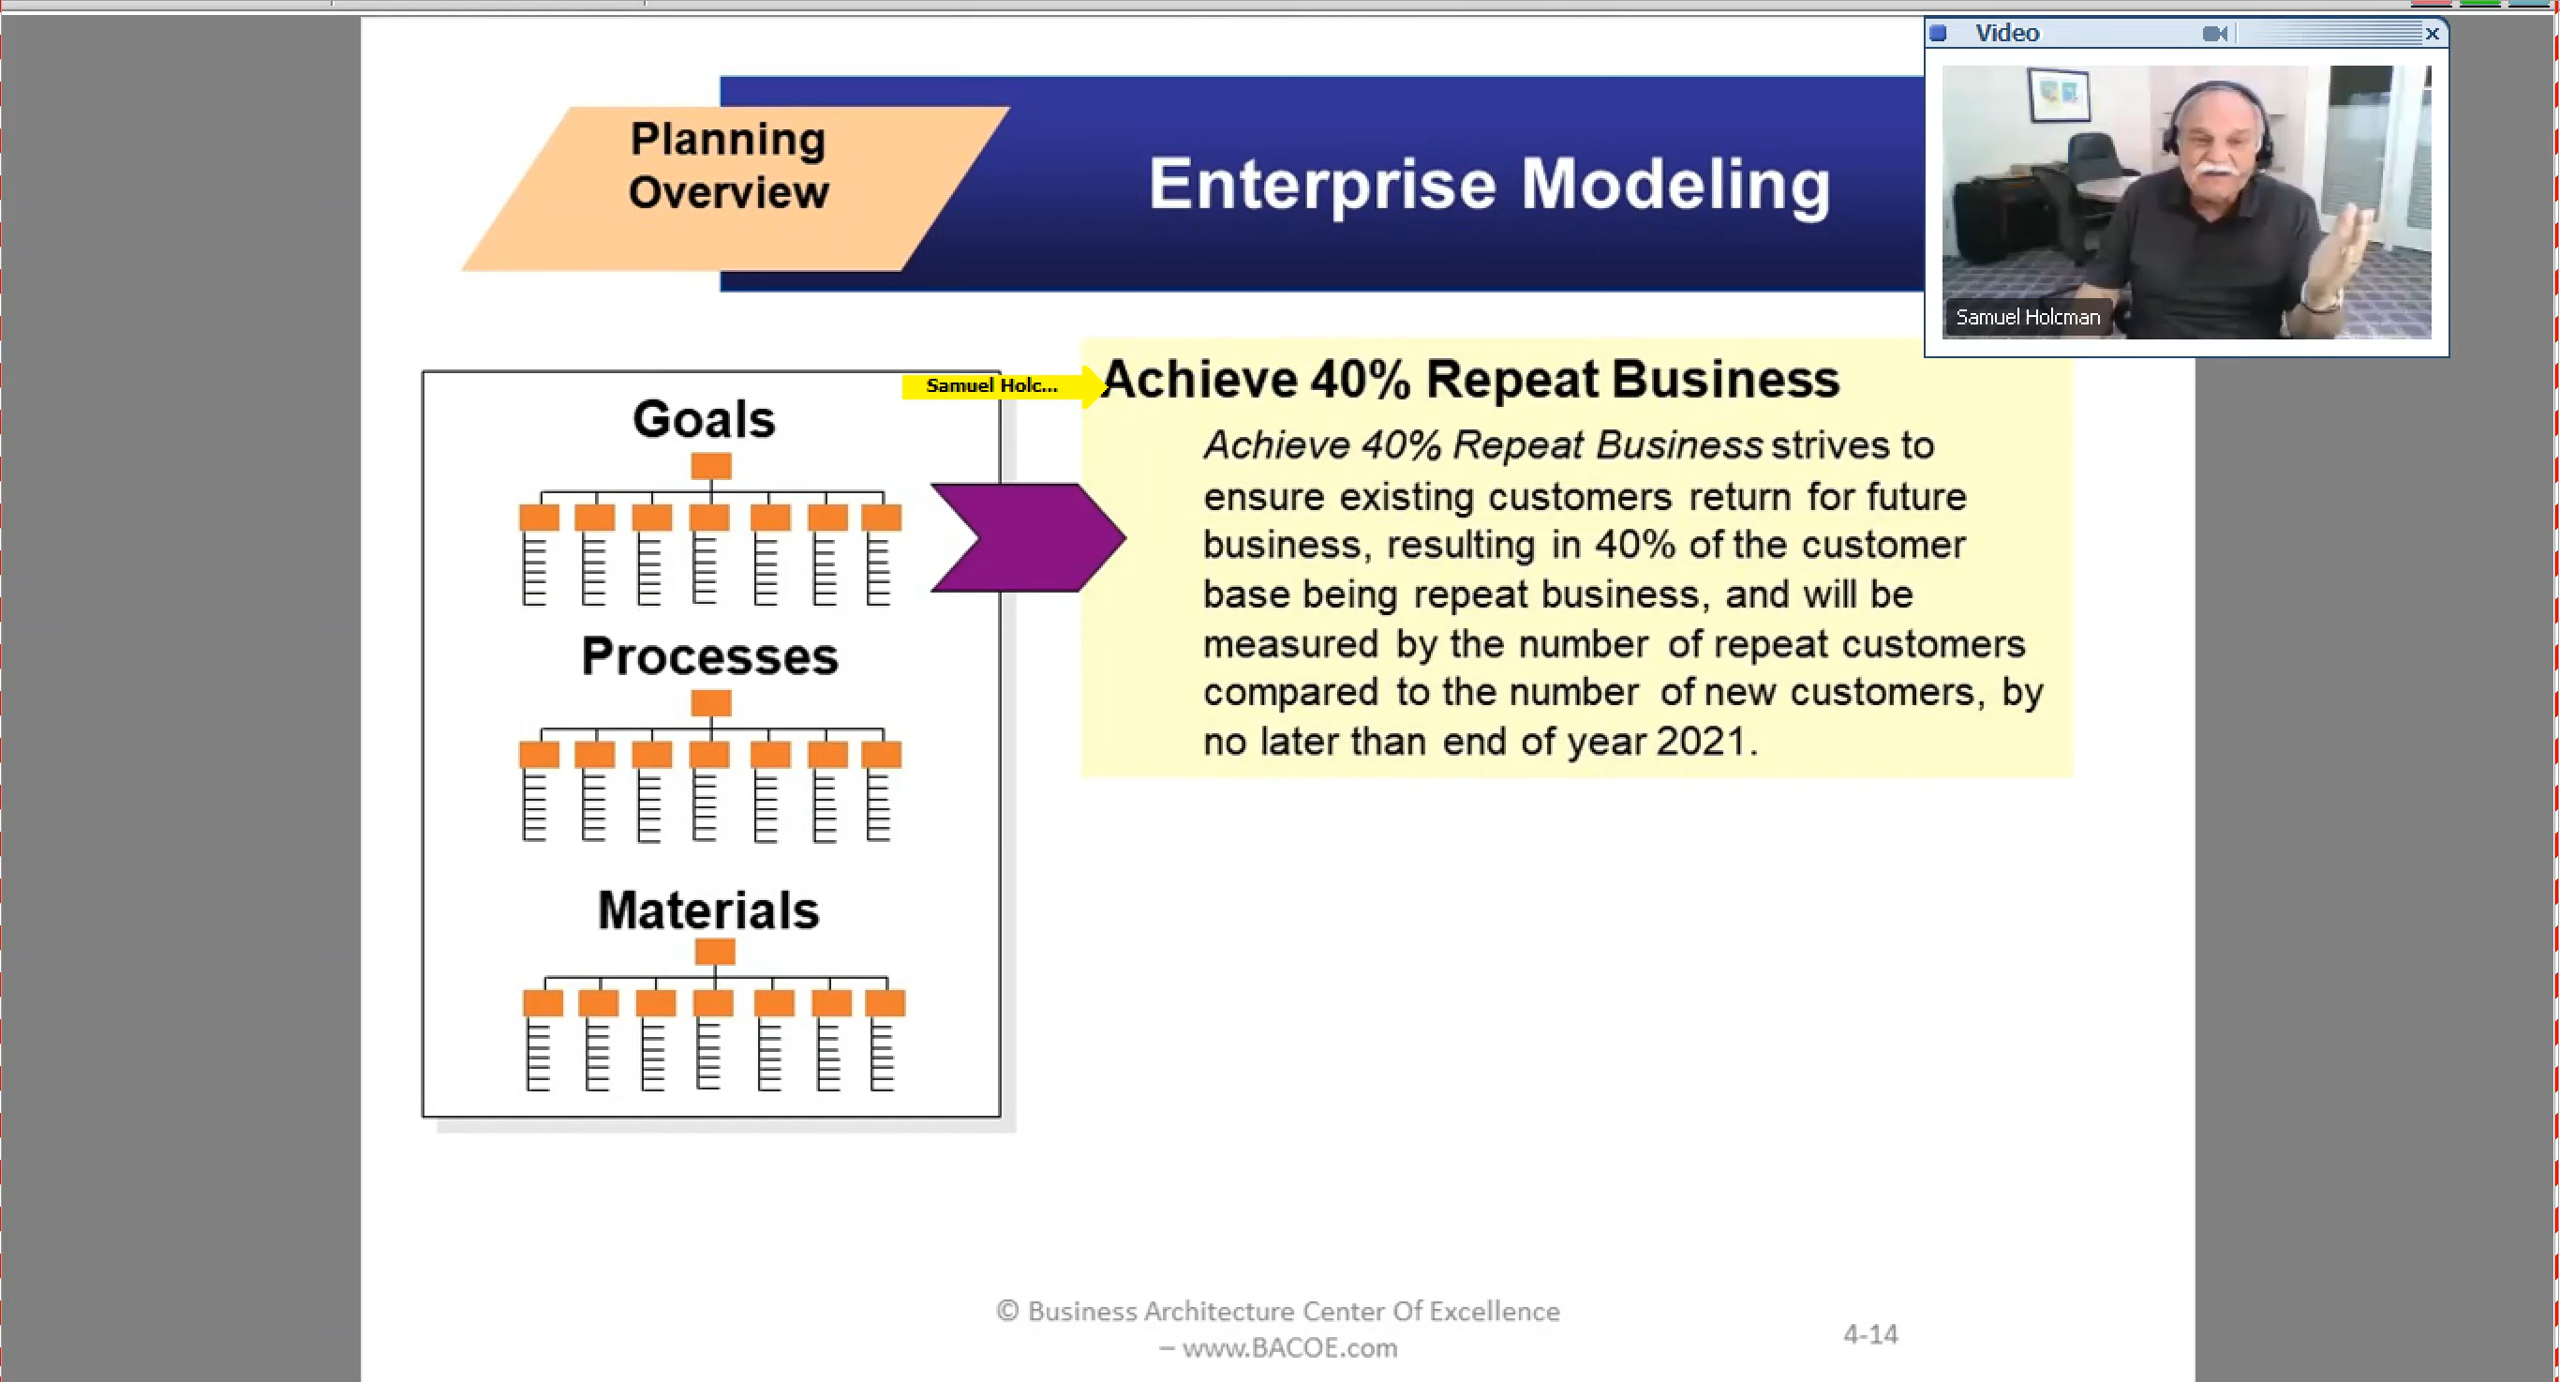 Video
Planning
Overview
Enterprise Modeling
Samuel Holcman
Samuel Holc...
Achieve 40% Repeat Business
Goals
Achieve 40% Repeat Business strives to
ensure existing customers return for future
business, resulting in 40% of the customer
base being repeat business, and will be
measured by the number of repeat customers
compared to the number of new customers, by
no later than end of year 2021.
Processes
Materials
© Business Architecture Center Of Excellence
– www.BACOE.com
4-14